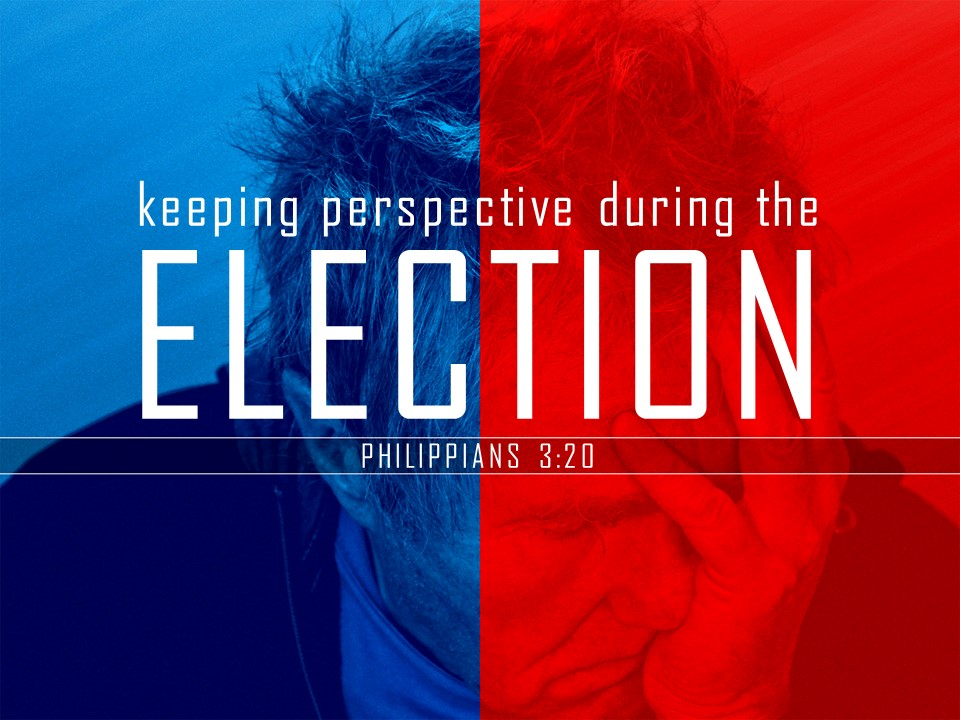 keeping perspective during the
ELECTION
PHILIPPIANS 3:20